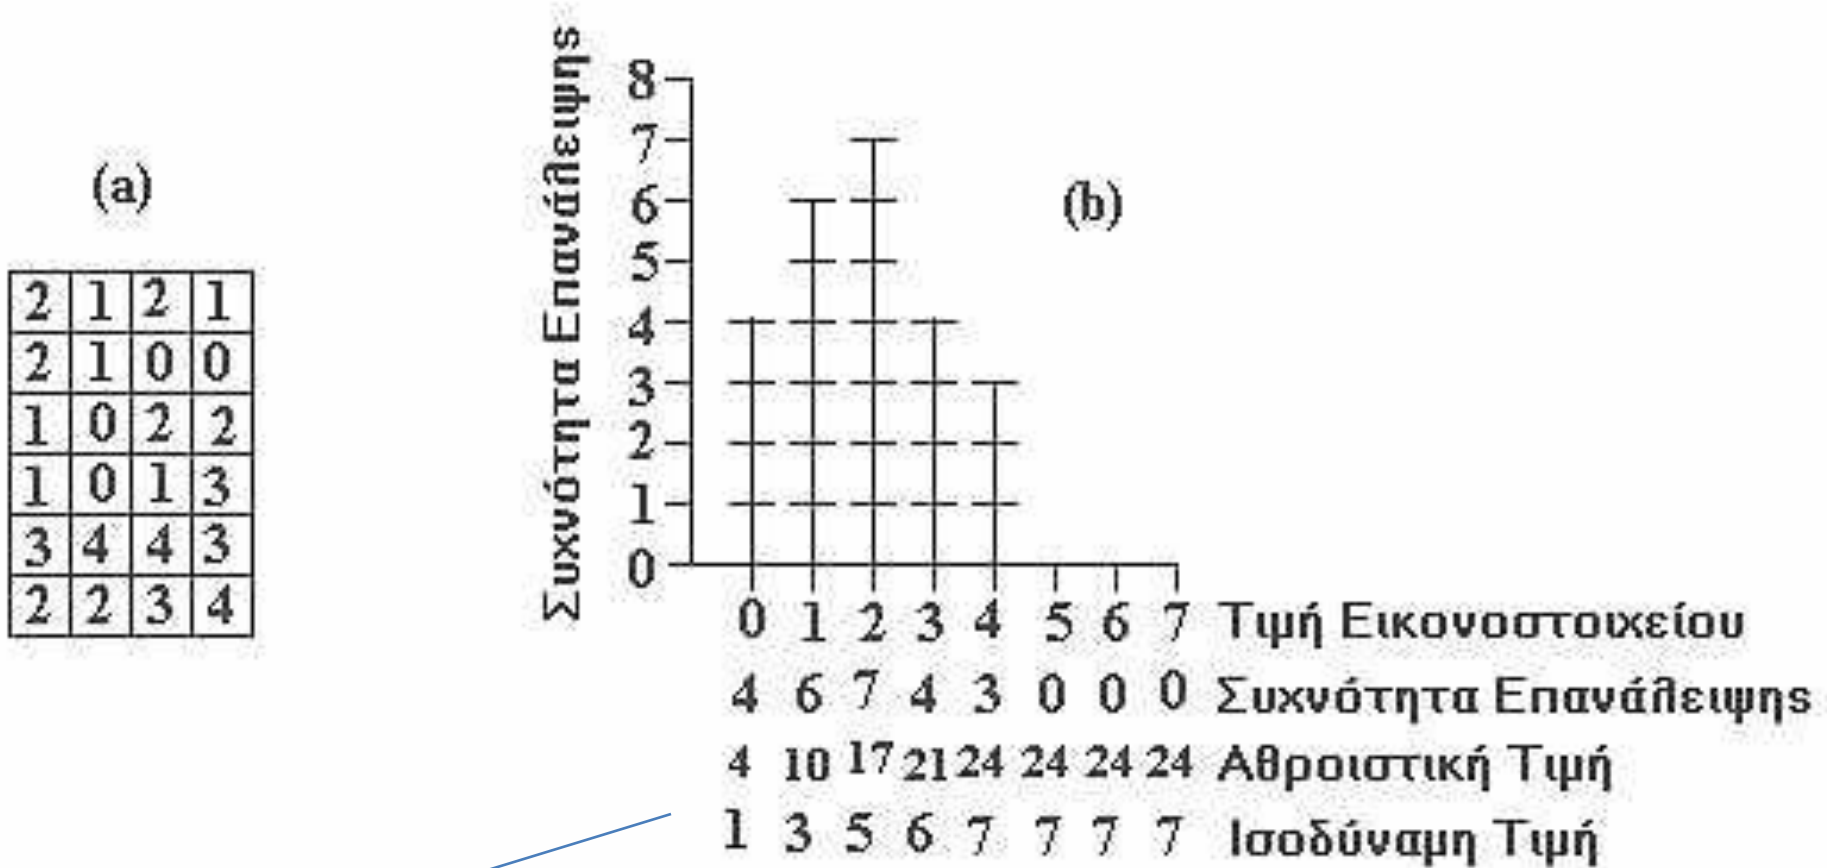 (a)
2 1 2 1
2 1 0 0
1 0 2 2
1 0 1 3
3 4 4 3
2 2 3 4
(b)
Συχνότητα Επανάλειψης
8
7
6
5
4
3
2
1
0
0 1 2 3 4 5 6 7 Τιμή Εικονοστοιχείου
4 6 7 4 3 0 0 0 Συχνότητα Επανάλειψης
4 10 17 21 24 24 24 24 Αθροιστική Τιμή
1 3 5 6 7 7 7 7 Ισοδύναμη Τιμή